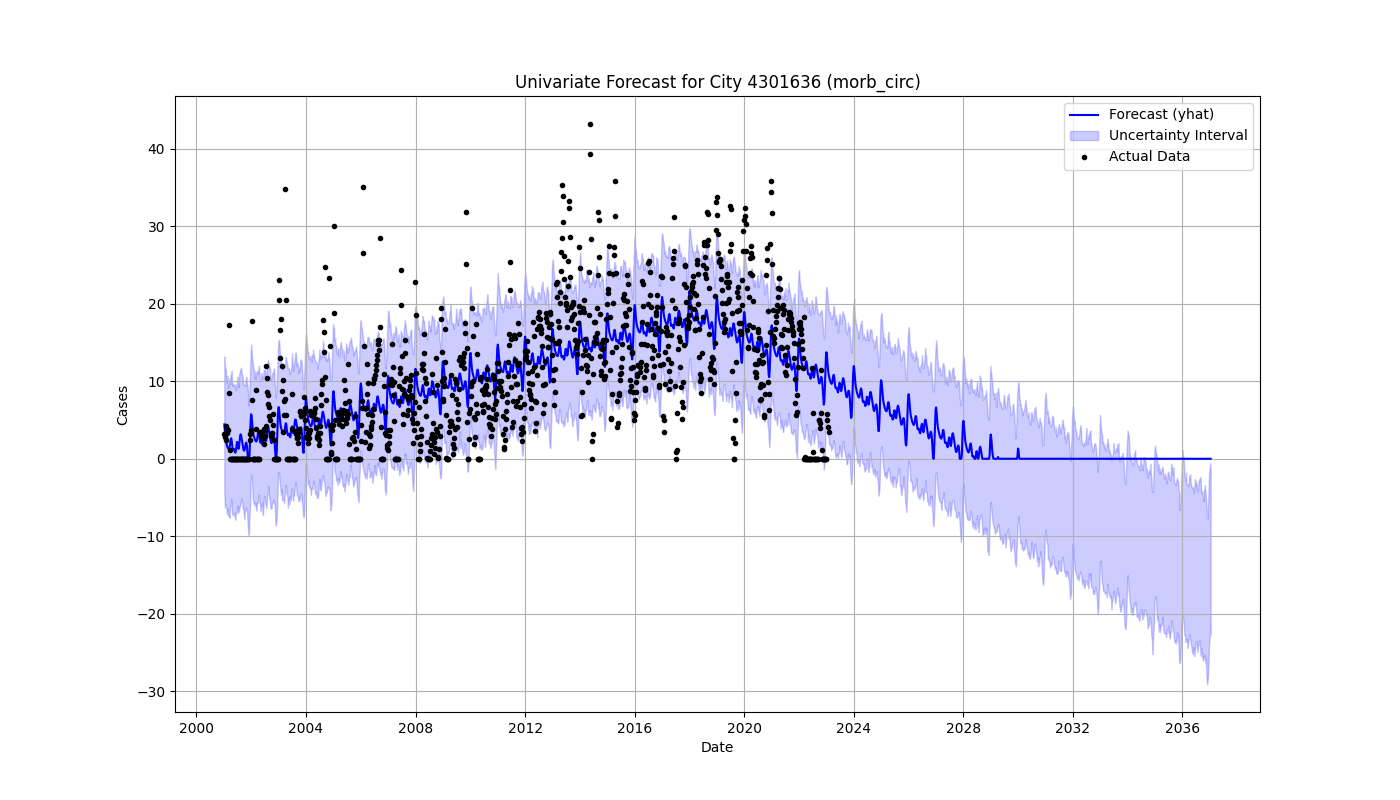 Univariate Forecast for City 4301636 (morb_circ)
Forecast (yhat)
Uncertainty Interval
Actual Data
Cases
40
30
20
10
0
−10
−20
−30
2000 2004 2008 2012 2016 2020 2024 2028 2032 2036
Date